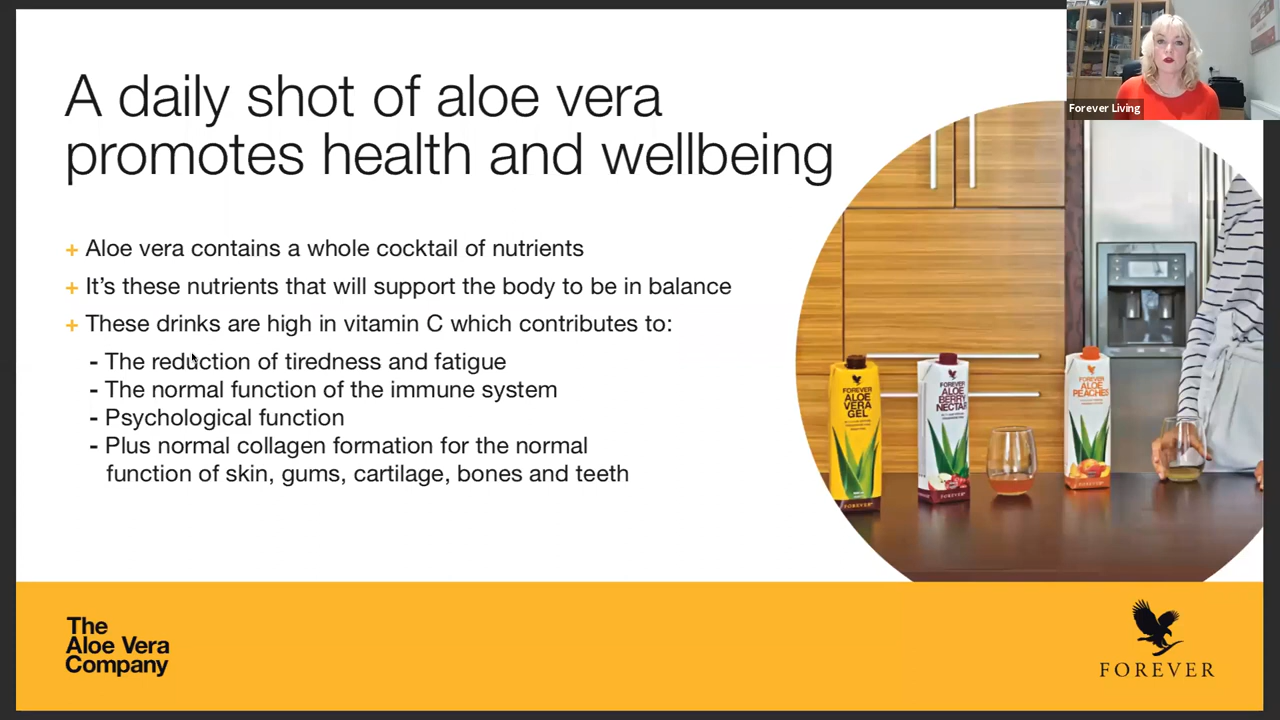 A daily shot of aloe vera
promotes health and wellbeing
+ Aloe vera contains a whole cocktail of nutrients
+ It’s these nutrients that will support the body to be in balance
+ These drinks are high in vitamin C which contributes to:
- The reduction of tiredness and fatigue
- The normal function of the immune system
- Psychological function
- Plus normal collagen formation for the normal
function of skin, gums, cartilage, bones and teeth
Forever Living
FOREVER
ALOE
VERA
GEL
FOREVER
FOREVER
ALOE
BERRY
NECTAR
FOREVER
FOREVER
ALOE
PEACHES
FOREVER
The
Aloe Vera
Company
FOREVER